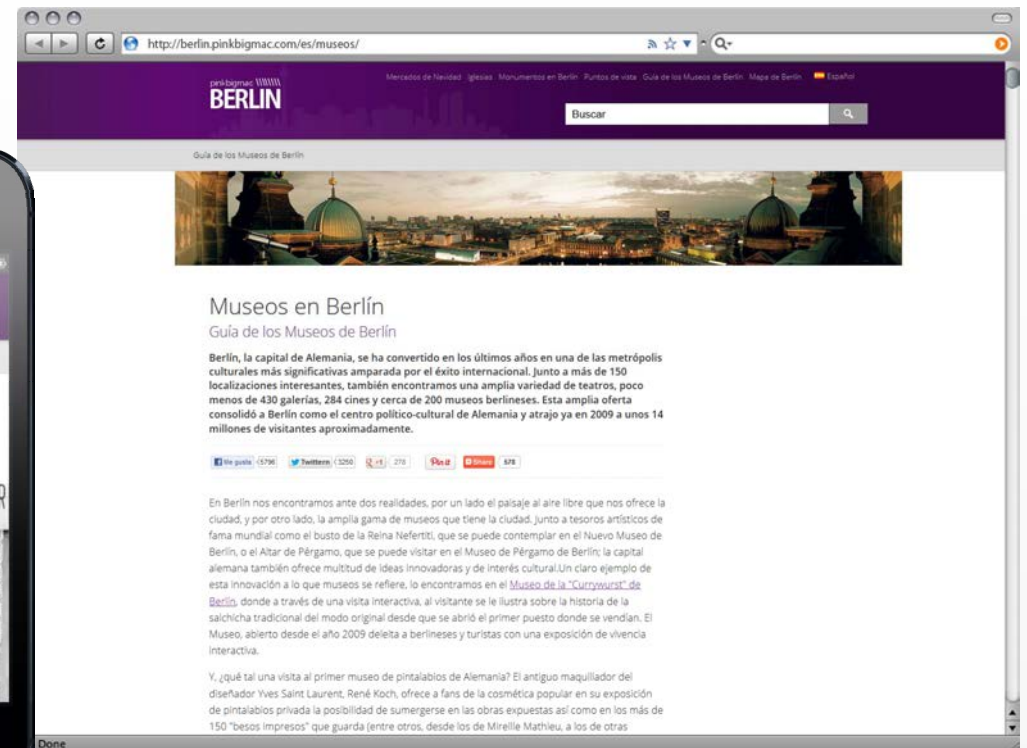 http://berlin.pinkbigmac.com/es/museos/
Mercados de Navidad Iglesias Monumentos en Berlín Puntos de vista Guía de los Museos de Berlín Mapa de Berlín Español
pinkbigmac
BERLIN
Buscar
Guía de los Museos de Berlín
Museos en Berlín
Guía de los Museos de Berlín
Berlín, la capital de Alemania, se ha convertido en los últimos años en una de las metrópolis
culturales más significativas amparada por el éxito internacional. Junto a más de 150
localizaciones interesantes, también encontramos una amplia variedad de teatros, poco
menos de 430 galerías, 284 cines y cerca de 200 museos berlineses. Esta amplia oferta
consolidó a Berlín como el centro político-cultural de Alemania y atrajo ya en 2009 a unos 14
millones de visitantes aproximadamente.
Me gusta 5796 Twittern 3250 +1 278 Pin it Share 578
En Berlín nos encontramos ante dos realidades, por un lado el paisaje al aire libre que nos ofrece la
ciudad, y por otro lado, la amplia gama de museos que tiene la ciudad. Junto a tesoros artísticos de
fama mundial como el busto de la Reina Nefertiti, que se puede contemplar en el Nuevo Museo de
Berlín, o el Altar de Pérgamo, que se puede visitar en el Museo de Pérgamo de Berlín; la capital
alemana también ofrece multitud de ideas innovadoras y de interés cultural.Un claro ejemplo de
esta innovación a lo que museos se refiere, lo encontramos en el Museo de la "Currywurst" de
Berlín, donde a través de una visita interactiva, al visitante se le ilustra sobre la historia de la
salchicha tradicional del modo original desde que se abrió el primer puesto donde se vendían. El
Museo, abierto desde el año 2009 deleita a berlineses y turistas con una exposición de vivencia
interactiva.
Y, ¿qué tal una visita al primer museo de pintalabios de Alemania? El antiguo maquillador del
diseñador Yves Saint Laurent, René Koch, ofrece a fans de la cosmética popular en su exposición
de pintalabios privada la posibilidad de sumergerse en las obras expuestas así como en los más de
150 "besos impresos" que guarda (entre otros, desde los de Mireille Mathieu, a los de otras
Done